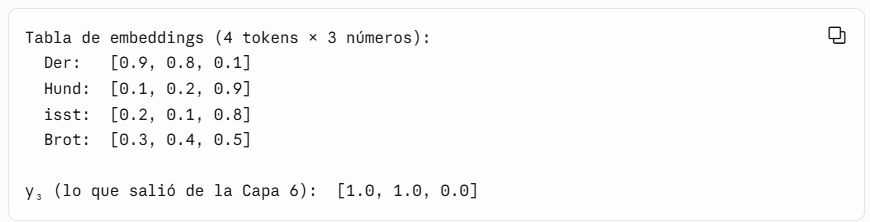 Tabla de embeddings (4 tokens × 3 números):
Der: [0.9, 0.8, 0.1]
Hund: [0.1, 0.2, 0.9]
isst: [0.2, 0.1, 0.8]
Brot: [0.3, 0.4, 0.5]
y₃ (lo que salió de la Capa 6): [1.0, 1.0, 0.0]